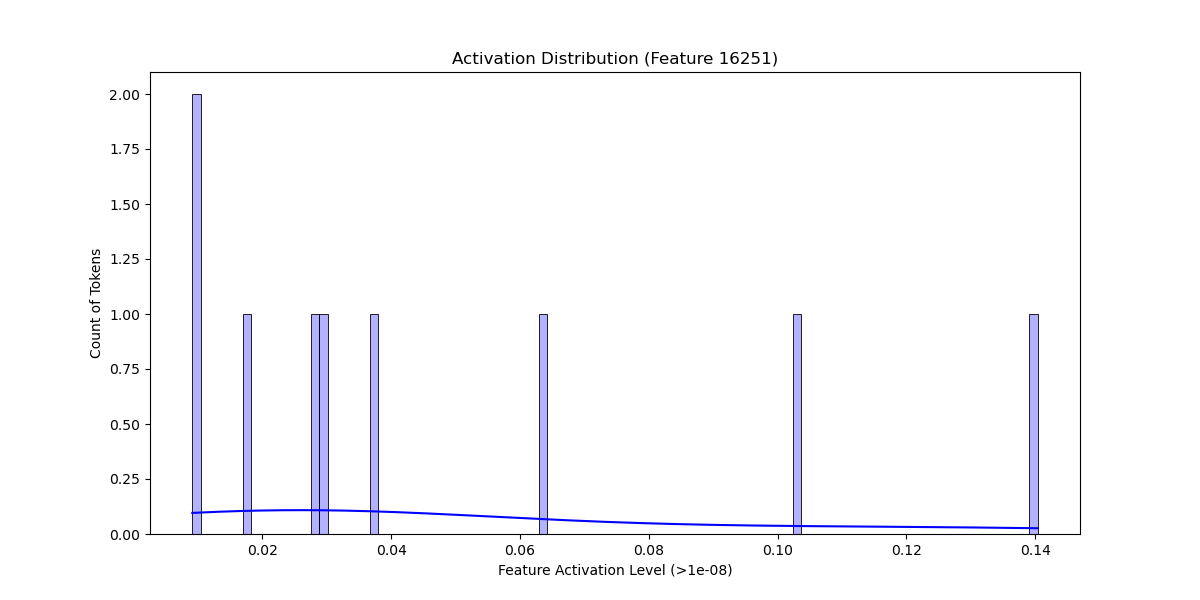 Activation Distribution (Feature 16251)
Count of Tokens
2.00
1.75
1.50
1.25
1.00
0.75
0.50
0.25
0.00
0.02 0.04 0.06 0.08 0.10 0.12 0.14
Feature Activation Level (>1e-08)